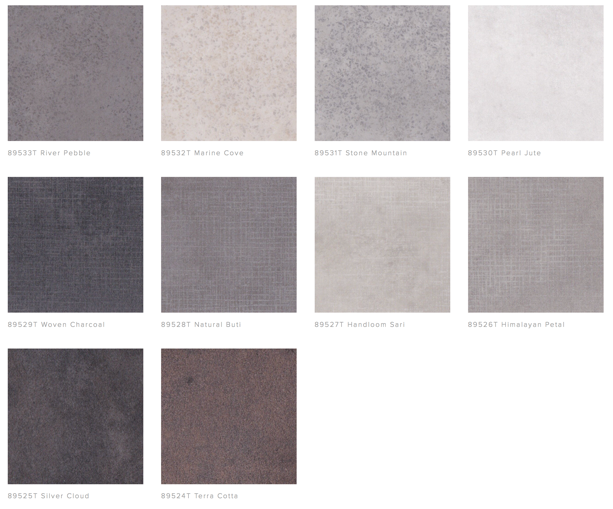 89533T River Pebble
89532T Marine Cove
89531T Stone Mountain
89530T Pearl Jute
89529T Woven Charcoal
89528T Natural Buti
89527T Handloom Sari
89526T Himalayan Petal
89525T Silver Cloud
89524T Terra Cotta